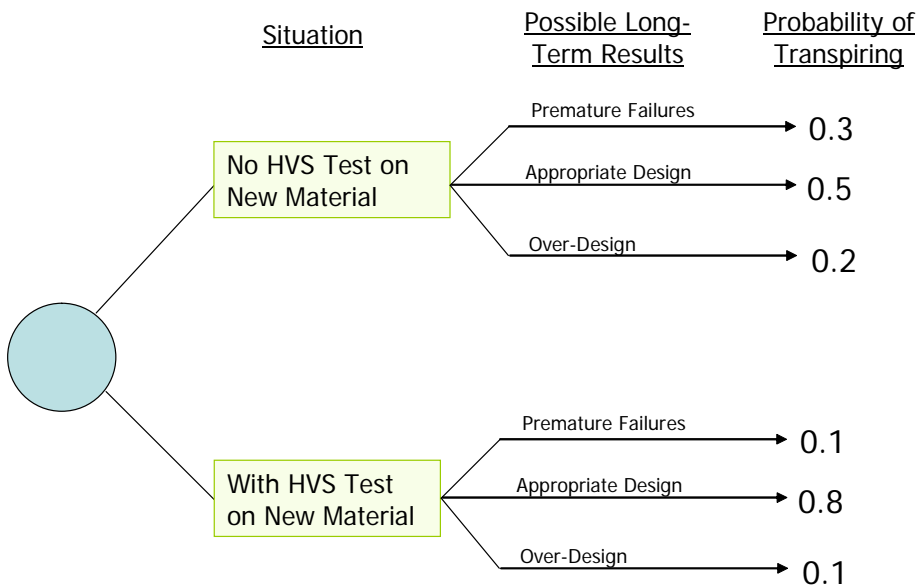 Situation
Possible Long-
Term Results
Probability of
Transpiring
No HVS Test on
New Material
Premature Failures
0.3
Appropriate Design
0.5
Over-Design
0.2
With HVS Test
on New Material
Premature Failures
0.1
Appropriate Design
0.8
Over-Design
0.1